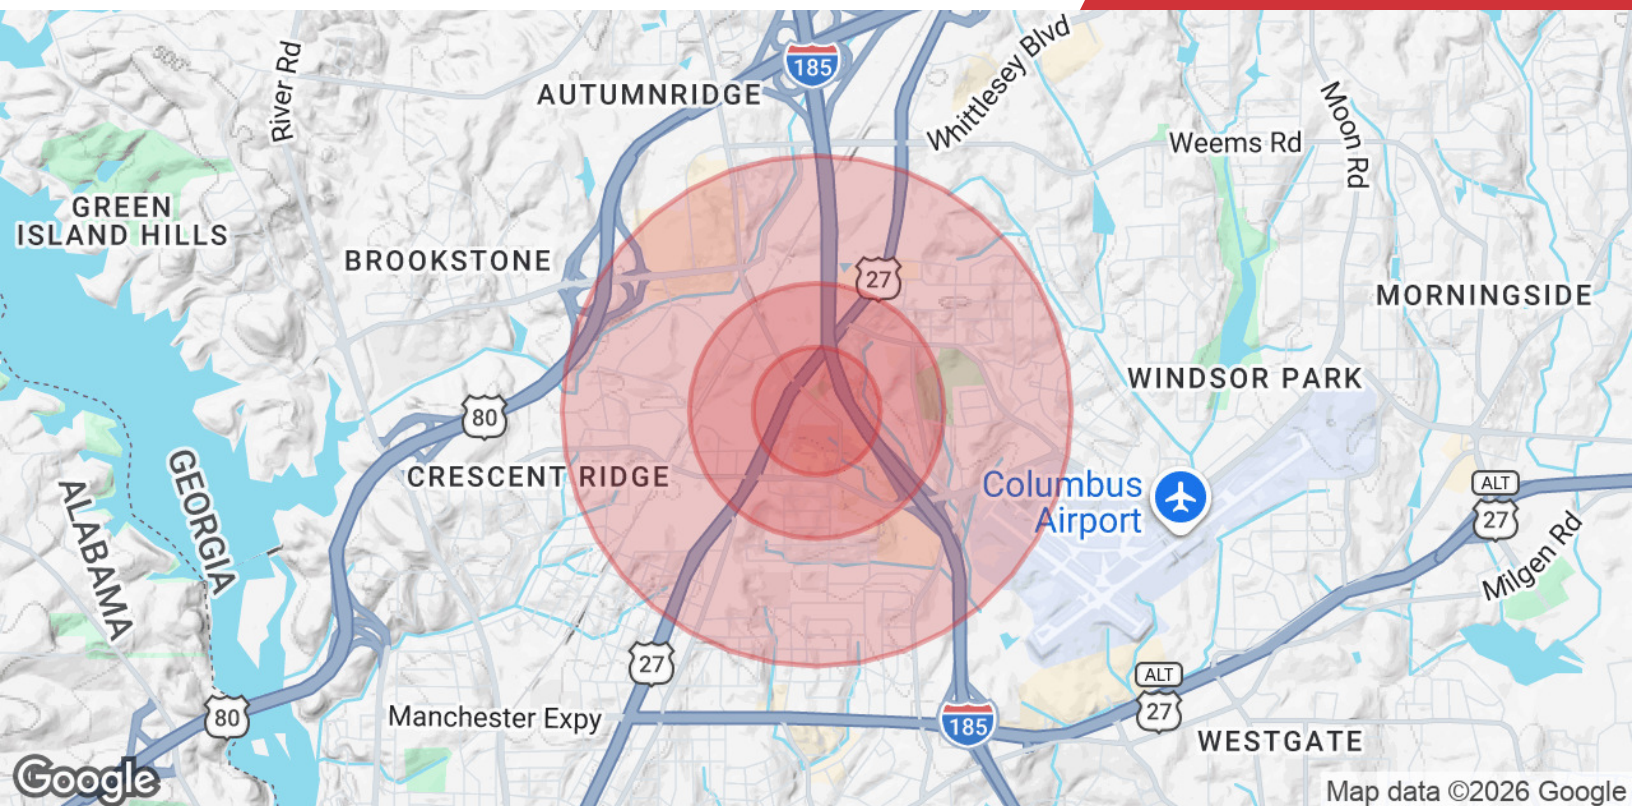 185
River Rd
AUTUMNRIDGE
Whittlesey Blvd
Moon Rd
Weems Rd
GREEN
ISLAND HILLS
BROOKSTONE
27
MORNINGSIDE
WINDSOR PARK
80
CRESCENT RIDGE
GEORGIA
ALABAMA
Columbus
Airport
ALT
27
Milgen Rd
27
ALT
27
80
Manchester Expy
185
WESTGATE
Google
Map data ©2026 Google